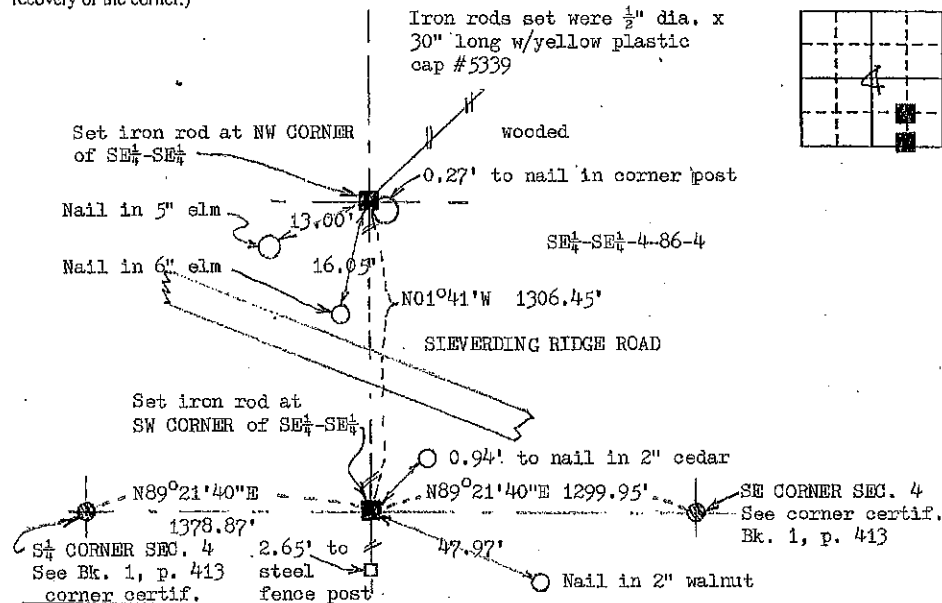 recovery of the corner.)
Iron rods set were ½" dia. x
30" long w/yellow plastic
cap #5339
4
Set iron rod at NW CORNER
of SE¼-SE¼
wooded
0.27' to nail in corner post
Nail in 5" elm
13.00'
SE¼-SE¼-4-86-4
Nail in 6" elm
16.05'
N01°41'W 1306.45'
SIEVERDING RIDGE ROAD
Set iron rod at
SW CORNER of SE¼-SE¼
0.94' to nail in 2" cedar
N89°21'40"E
1378.87'
N89°21'40"E 1299.95'
SE CORNER SEC. 4
See corner certif.
Bk. 1, p. 413
S¼ CORNER SEC. 4
See Bk. 1, p. 413
corner certif.
2.65' to
steel
fence post
47.97'
Nail in 2" walnut